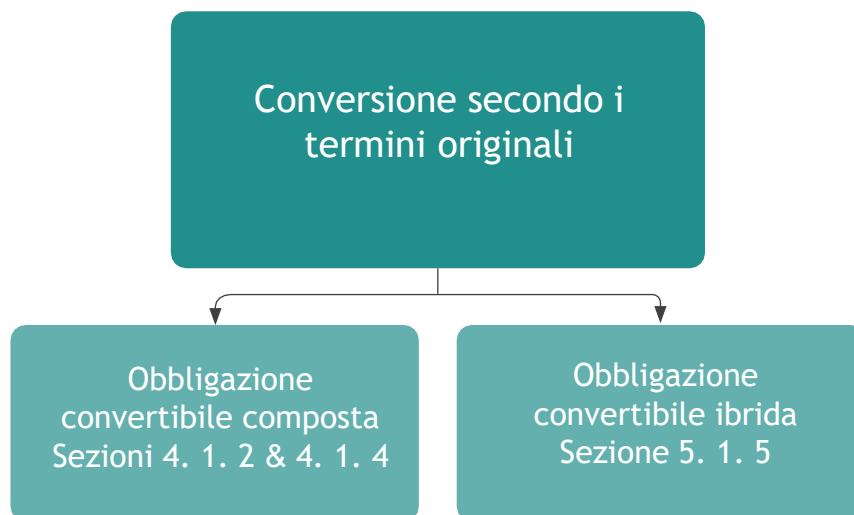 Conversione secondo i
termini originali
Obbligazione
convertibile composta
Sezioni 4. 1. 2 & 4. 1. 4
Obbligazione
convertibile ibrida
Sezione 5. 1. 5